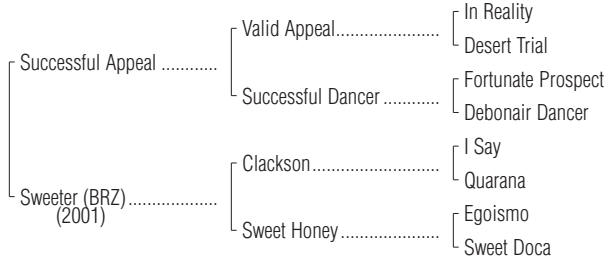 In Reality
Valid Appeal....................
Desert Trial
Successful Appeal ...........
Fortunate Prospect
Successful Dancer ...........
Debonair Dancer
I Say
Clackson.........................
Quarana
Sweeter (BRZ)..................
(2001)
Egoismo
Sweet Honey ...................
Sweet Doca